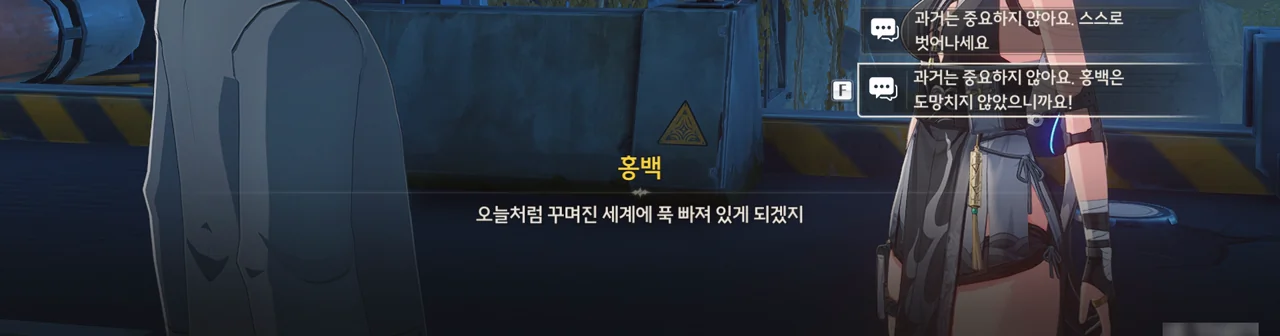 과거는 중요하지 않아요. 스스로
벗어나세요
F
과거는 중요하지 않아요. 홍백은
도망치지 않았으니까요!
홍백
오늘처럼 꾸며진 세계에 푹 빠져 있게 되겠지